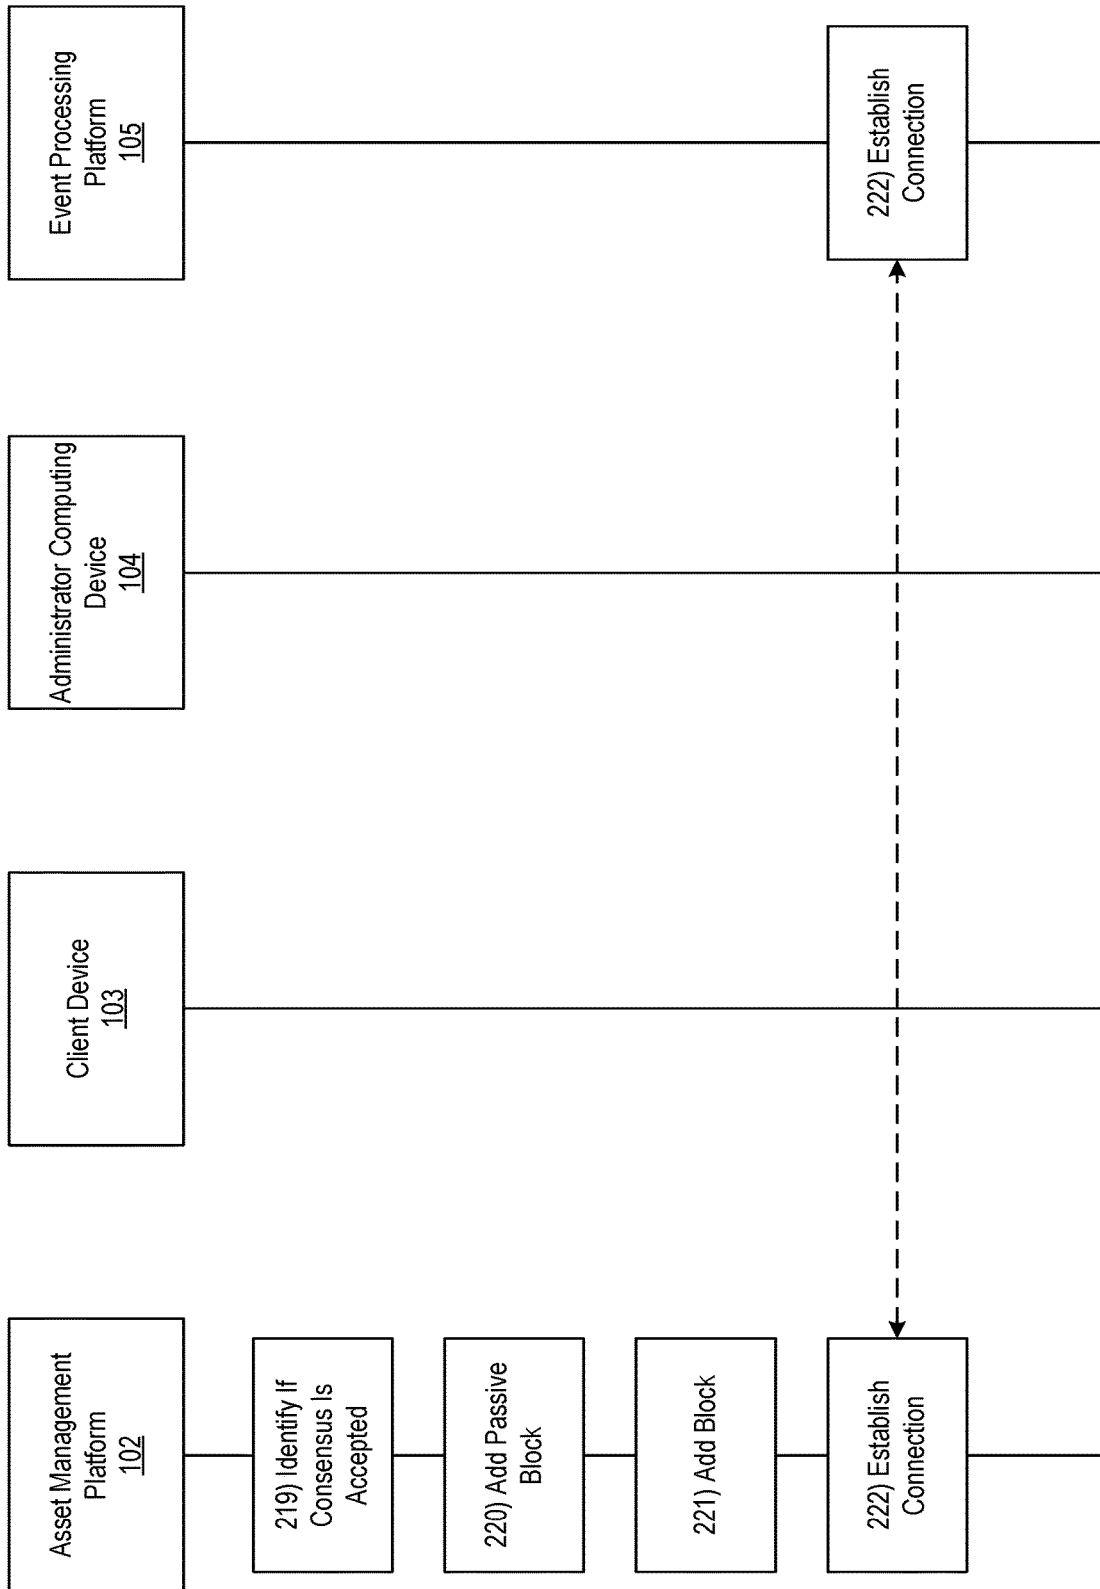 Asset Management
Platform
102
Client Device
103
Administrator Computing
Device
104
Event Processing
Platform
105
219) Identify If
Consensus Is
Accepted
220) Add Passive
Block
221) Add Block
222) Establish
Connection
222) Establish
Connection